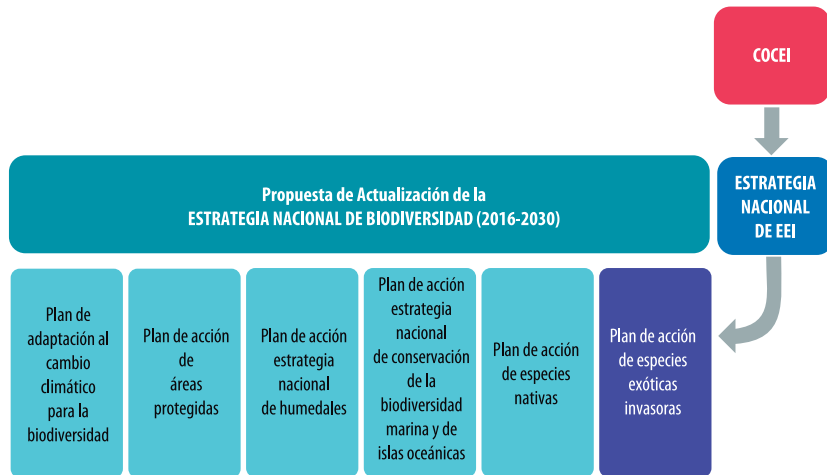 COCEI
Propuesta de Actualización de la
ESTRATEGIA NACIONAL DE BIODIVERSIDAD (2016-2030)
ESTRATEGIA
NACIONAL
DE EEI
Plan de
adaptación al
cambio
climático
para la
biodiversidad
Plan de acción
de
áreas
protegidas
Plan de acción
estrategia
nacional
de humedales
Plan de acción
estrategia
nacional
de conservación
de la
biodiversidad
marina y de
islas oceánicas
Plan de acción
de especies
nativas
Plan de acción
de especies
exóticas
invasoras